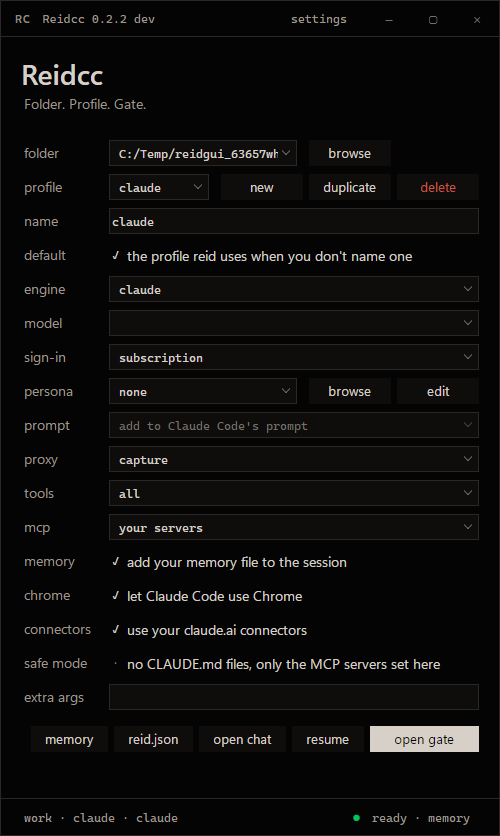 RC Reidcc 0.2.2 dev settings
Reidcc
Folder. Profile. Gate.
folder C:/Temp/reidgui_63657wh browse
profile claude new duplicate delete
name claude
default ✓ the profile reid uses when you don't name one
engine claude
model
sign-in subscription
persona none browse edit
prompt add to Claude Code's prompt
proxy capture
tools all
mcp your servers
memory ✓ add your memory file to the session
chrome ✓ let Claude Code use Chrome
connectors ✓ use your claude.ai connectors
safe mode · no CLAUDE.md files, only the MCP servers set here
extra args
memory reid.json open chat resume open gate
work · claude · claude ready · memory